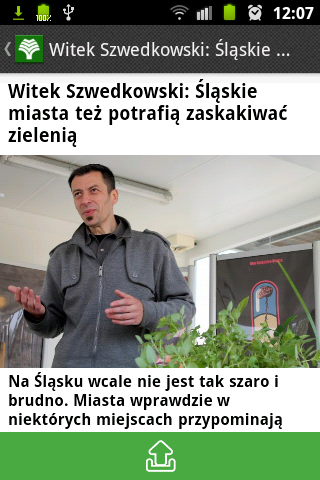 100%
12:07
Witek Szwedkowski: Śląskie ...
Witek Szwedkowski: Śląskie
miasta też potrafią zaskakiwać
zielenią
Na Śląsku wcale nie jest tak szaro i
brudno. Miasta wprawdzie w
niektórych miejscach przypominają